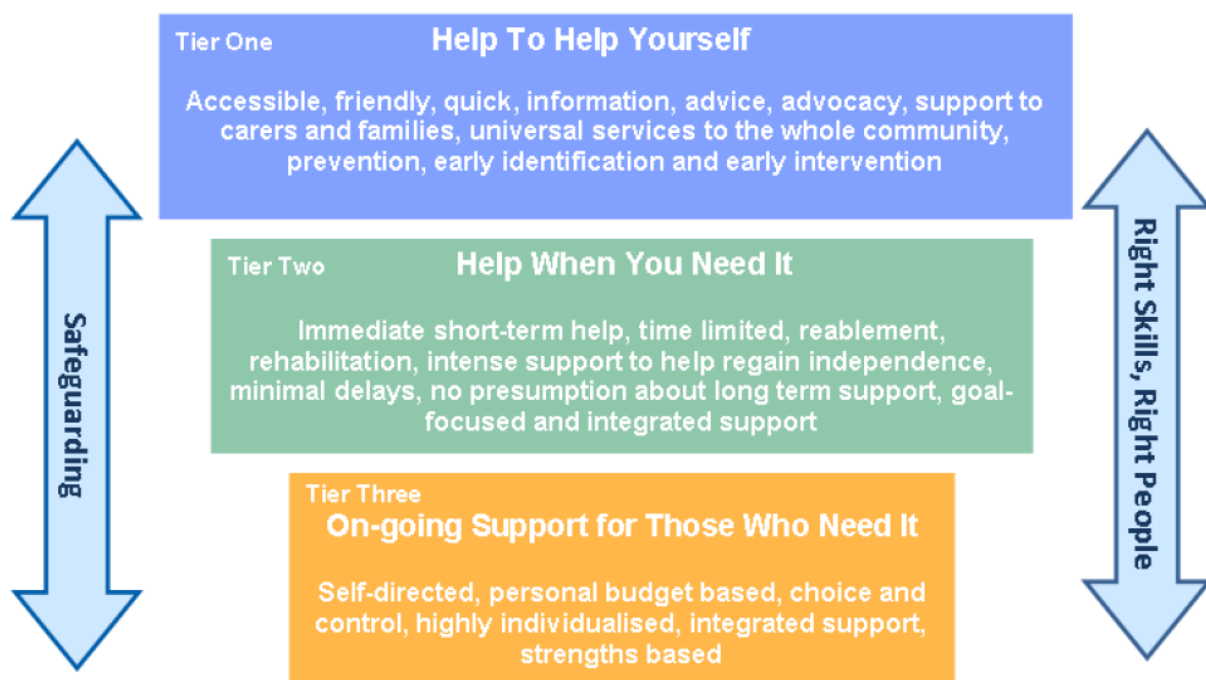 Tier One Help To Help Yourself
Accessible, friendly, quick, information, advice, advocacy, support to
carers and families, universal services to the whole community,
prevention, early identification and early intervention
Tier Two Help When You Need It
Immediate short-term help, time limited, reablement,
rehabilitation, intense support to help regain independence,
minimal delays, no presumption about long term support, goal-
focused and integrated support
Tier Three
On-going Support for Those Who Need It
Self-directed, personal budget based, choice and
control, highly individualised, integrated support,
strengths based
Safeguarding
Right Skills, Right People